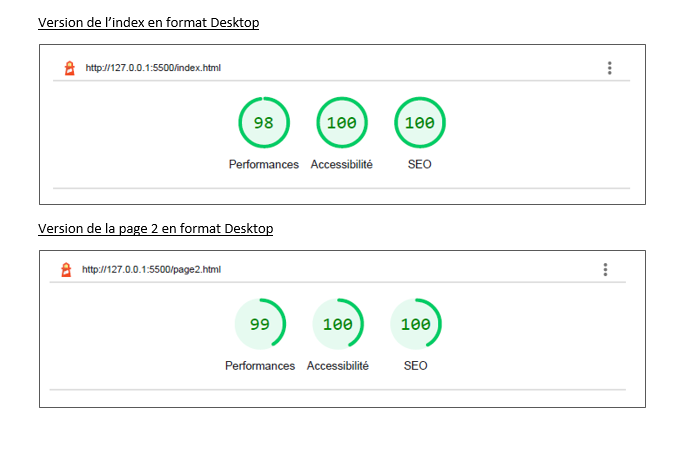 Version de l’index en format Desktop
http://127.0.0.1:5500/index.html
98 100 100
Performances Accessibilité SEO
Version de la page 2 en format Desktop
http://127.0.0.1:5500/page2.html
99 100 100
Performances Accessibilité SEO